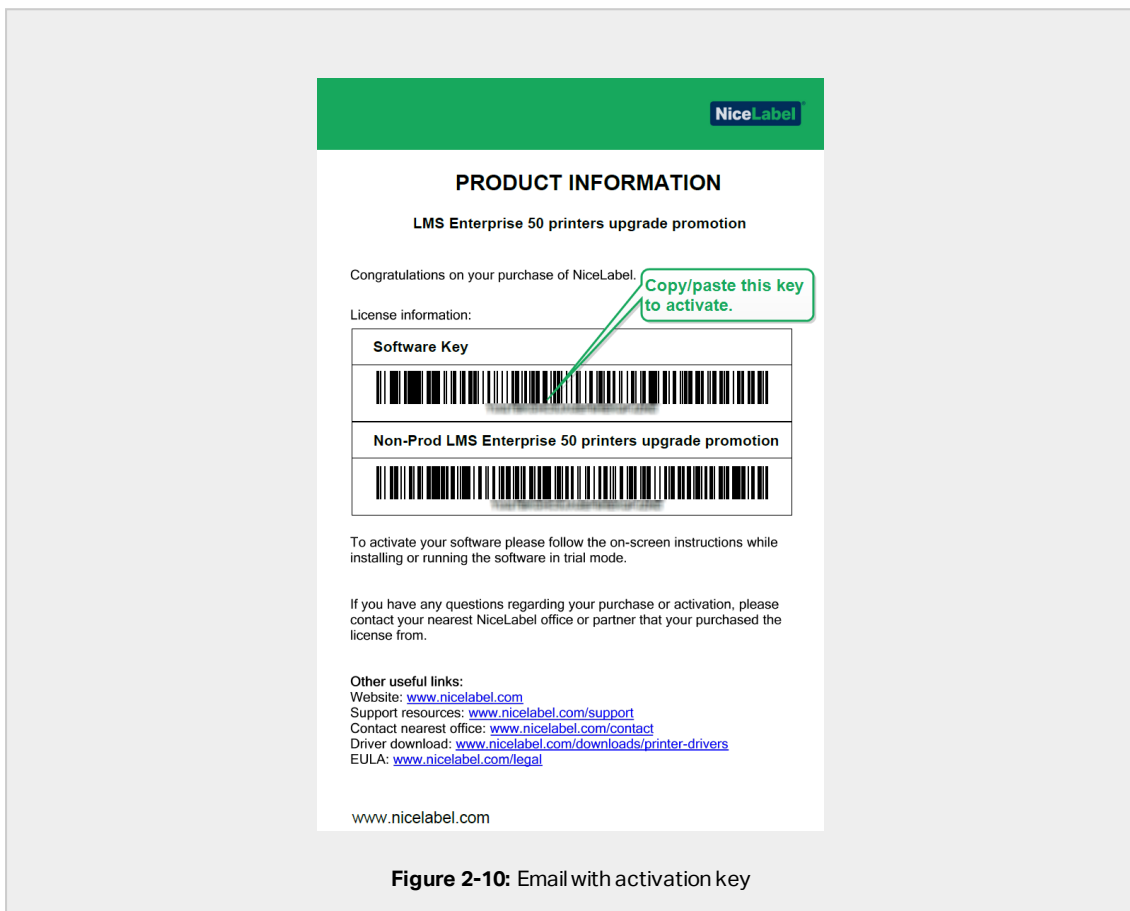 NiceLabel
PRODUCT INFORMATION
LMS Enterprise 50 printers upgrade promotion
Congratulations on your purchase of NiceLabel.
Copy/paste this key
to activate.
License information:
Software Key
Non-Prod LMS Enterprise 50 printers upgrade promotion
To activate your software please follow the on-screen instructions while
installing or running the software in trial mode.
If you have any questions regarding your purchase or activation, please
contact your nearest NiceLabel office or partner that your purchased the
license from.
Other useful links:
Website: www.nicelabel.com
Support resources: www.nicelabel.com/support
Contact nearest office: www.nicelabel.com/contact
Driver download: www.nicelabel.com/downloads/printer-drivers
EULA: www.nicelabel.com/legal
www.nicelabel.com
Figure 2-10: Email with activation key